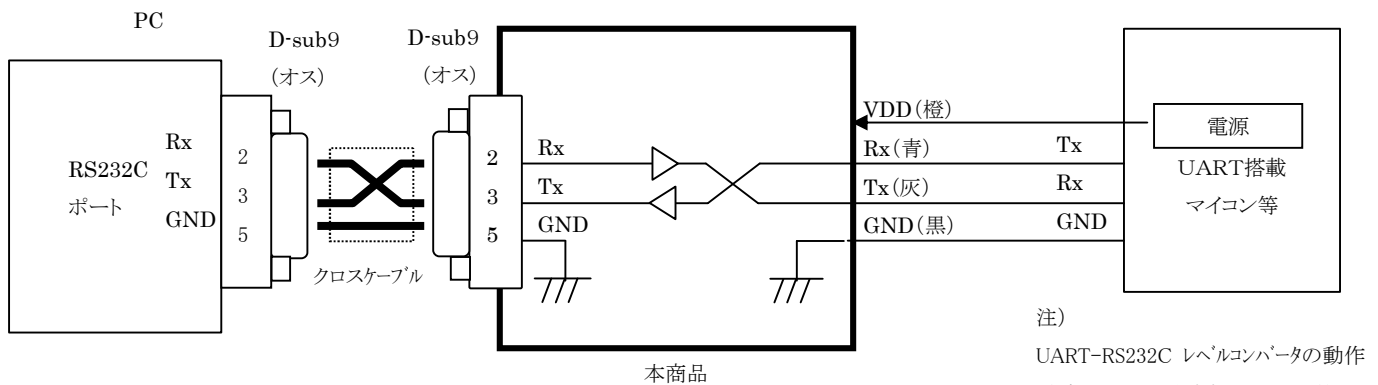 PC
D-sub9
(オス)
D-sub9
(オス)
RS232C
ポート
Rx
Tx
GND
2
3
5
クロスケーブル
2
3
5
Rx
Tx
GND
本商品
VDD(橙)
Rx(青)
Tx(灰)
GND(黒)
Tx
Rx
GND
電源
UART搭載
マイコン等
注)
UART-RS232C レベルコンバータの動作